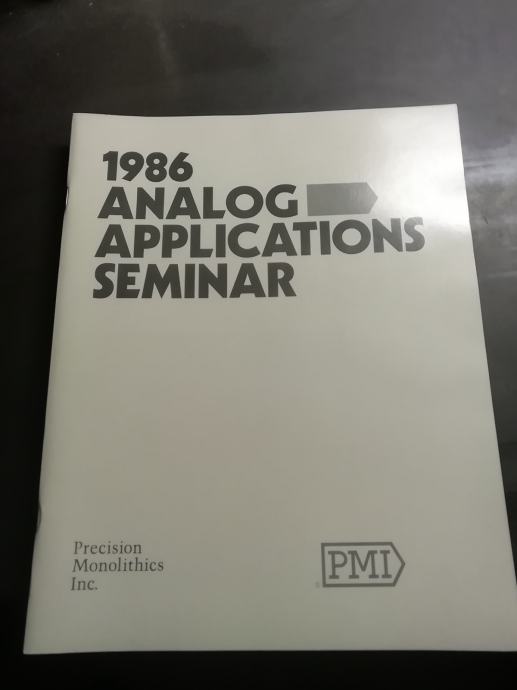 1986
ANALOG
APPLICATIONS
SEMINAR
Precision
Monolithics
Inc.
PMI